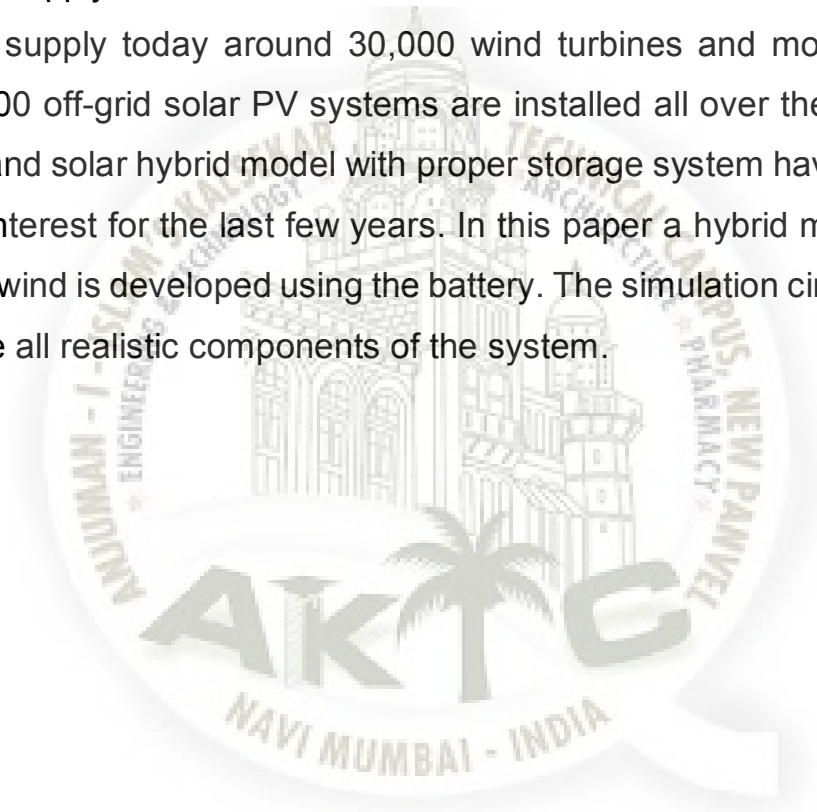 supply today around 30,000 wind turbines and mo
00 off-grid solar PV systems are installed all over the
and solar hybrid model with proper storage system hav
nterest for the last few years. In this paper a hybrid m
wind is developed using the battery. The simulation cir
e all realistic components of the system.
ANJUMAN - I - ISLAM'S KALSEKAR TECHNICAL CAMPUS, NEW PANVEL
ENGINEERING & TECHNOLOGY ARCHITECTURE PHARMACY
AKTC
NAVI MUMBAI - INDIA